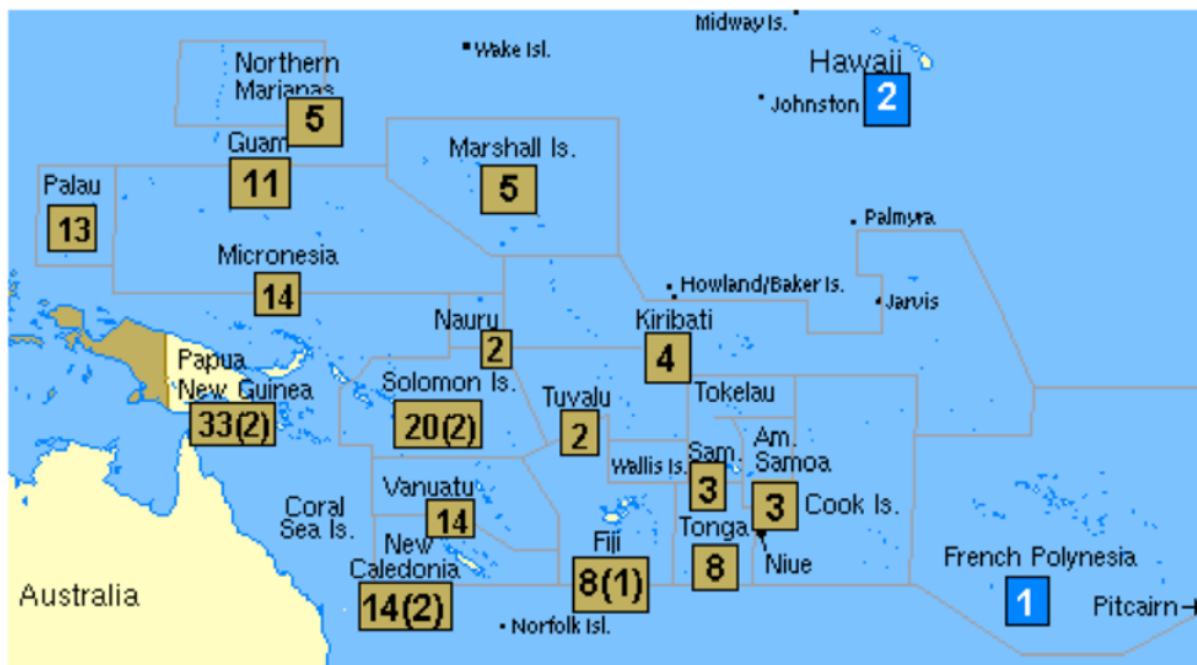 Midway Is.
Wake Isl.
Hawaii
Northern
Marianas
2
Johnston
5
Guam
Marshall Is.
11
5
Palau
13
Palmyra
Micronesia
14
Howland/Baker Is.
Jarvis
Nauru
Kiribati
2
4
Papua
New Guinea
33(2)
Solomon Is.
20(2)
Tuvalu
2
Tokelau
Am.
Samoa
Sam.
Wallis Is.
3
3
Cook Is.
Vanuatu
14
Coral
Sea Is.
New
Caledonia
14(2)
Fiji
8(1)
Tonga
8
Niue
French Polynesia
1
Pitcairn
Australia
Norfolk Isl.